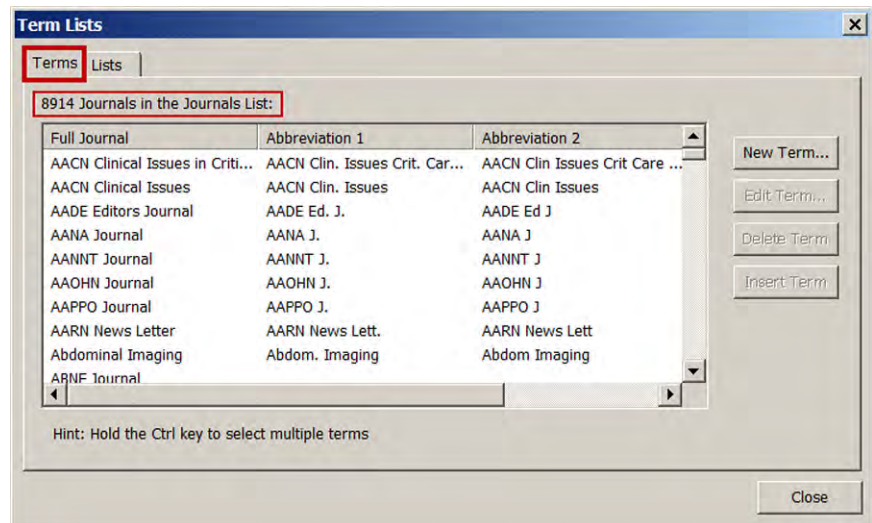 Term Lists
Terms Lists
8914 Journals in the Journals List:
Full Journal Abbreviation 1 Abbreviation 2
AACN Clinical Issues in Criti... AACN Clin. Issues Crit. Car... AACN Clin Issues Crit Care ...
AACN Clinical Issues AACN Clin. Issues AACN Clin Issues
AADE Editors Journal AADE Ed. J. AADE Ed J
AANA Journal AANA J. AANA J
AANNT Journal AANNT J. AANNT J
AAOHN Journal AAOHN J. AAOHN J
AAPPO Journal AAPPO J. AAPPO J
AARN News Letter AARN News Lett. AARN News Lett
Abdominal Imaging Abdom. Imaging Abdom Imaging
ABNF Journal
New Term...
Edit Term...
Delete Term
Insert Term
Hint: Hold the Ctrl key to select multiple terms
Close